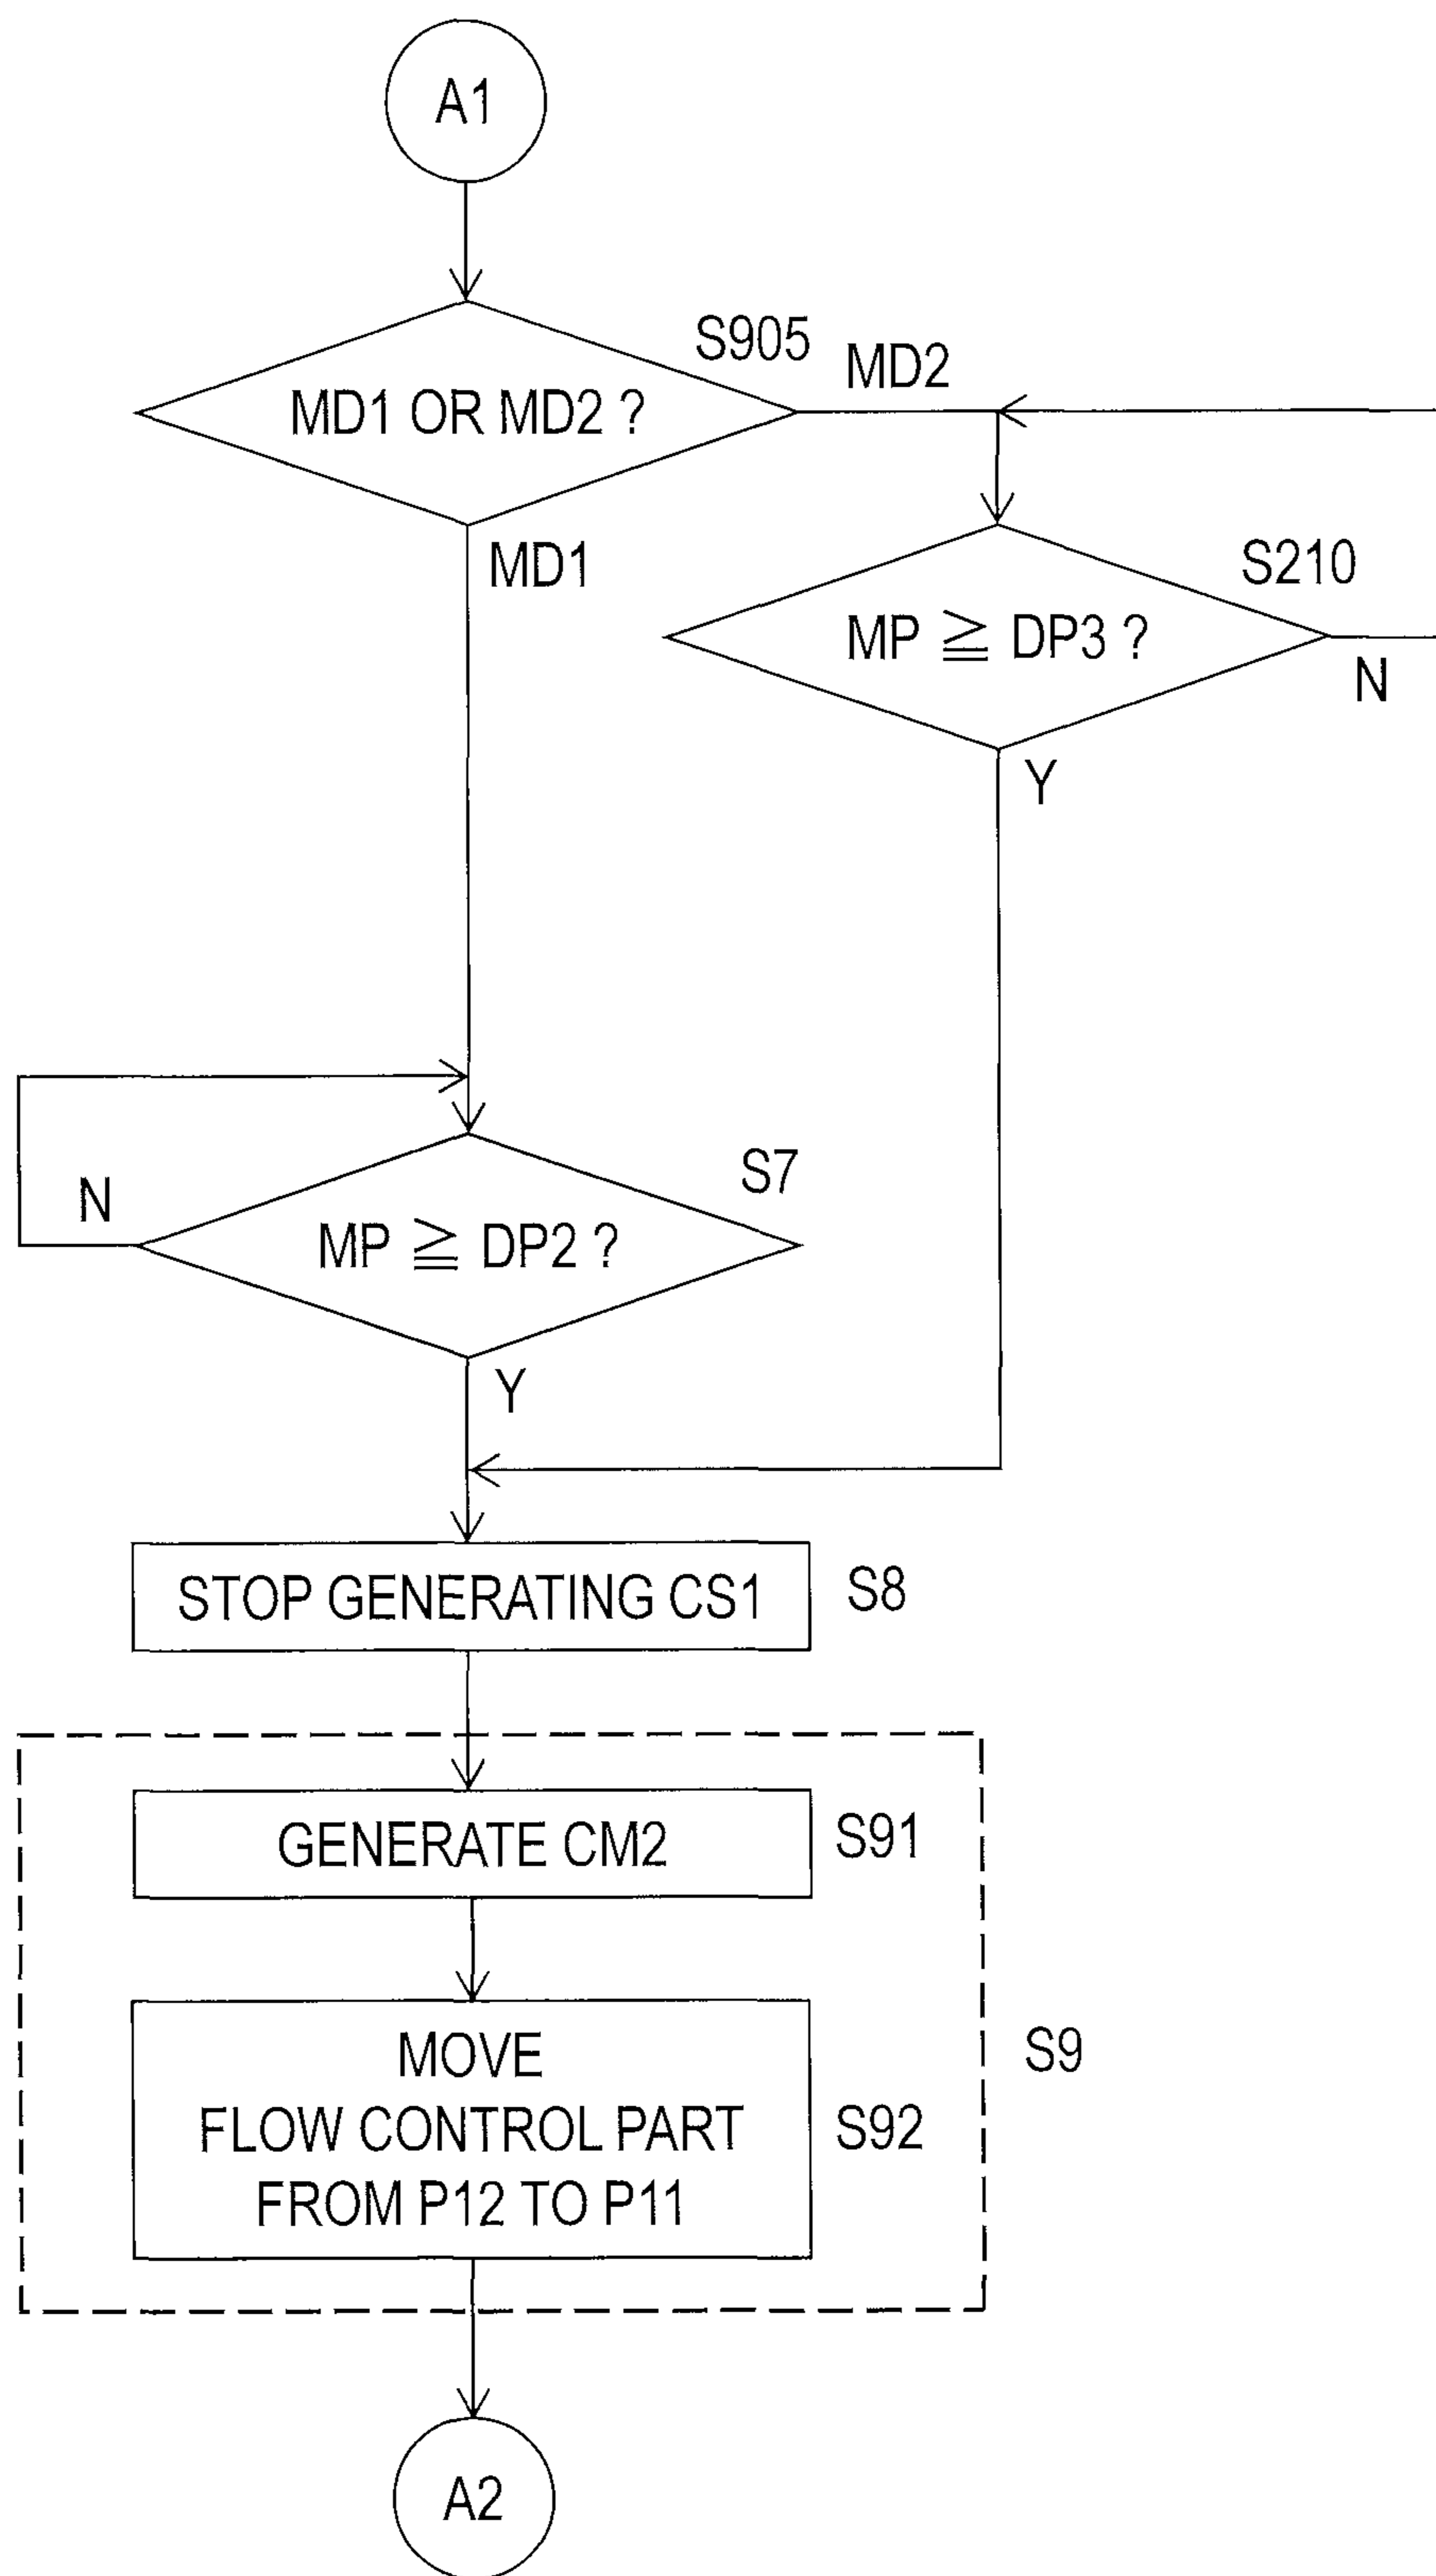 A1
S905
MD2
MD1 OR MD2 ?
MD1
S210
MP ≧ DP3 ?
N
Y
S7
N
MP ≧ DP2 ?
Y
STOP GENERATING CS1
S8
GENERATE CM2
S91
MOVE
FLOW CONTROL PART
FROM P12 TO P11
S92
S9
A2